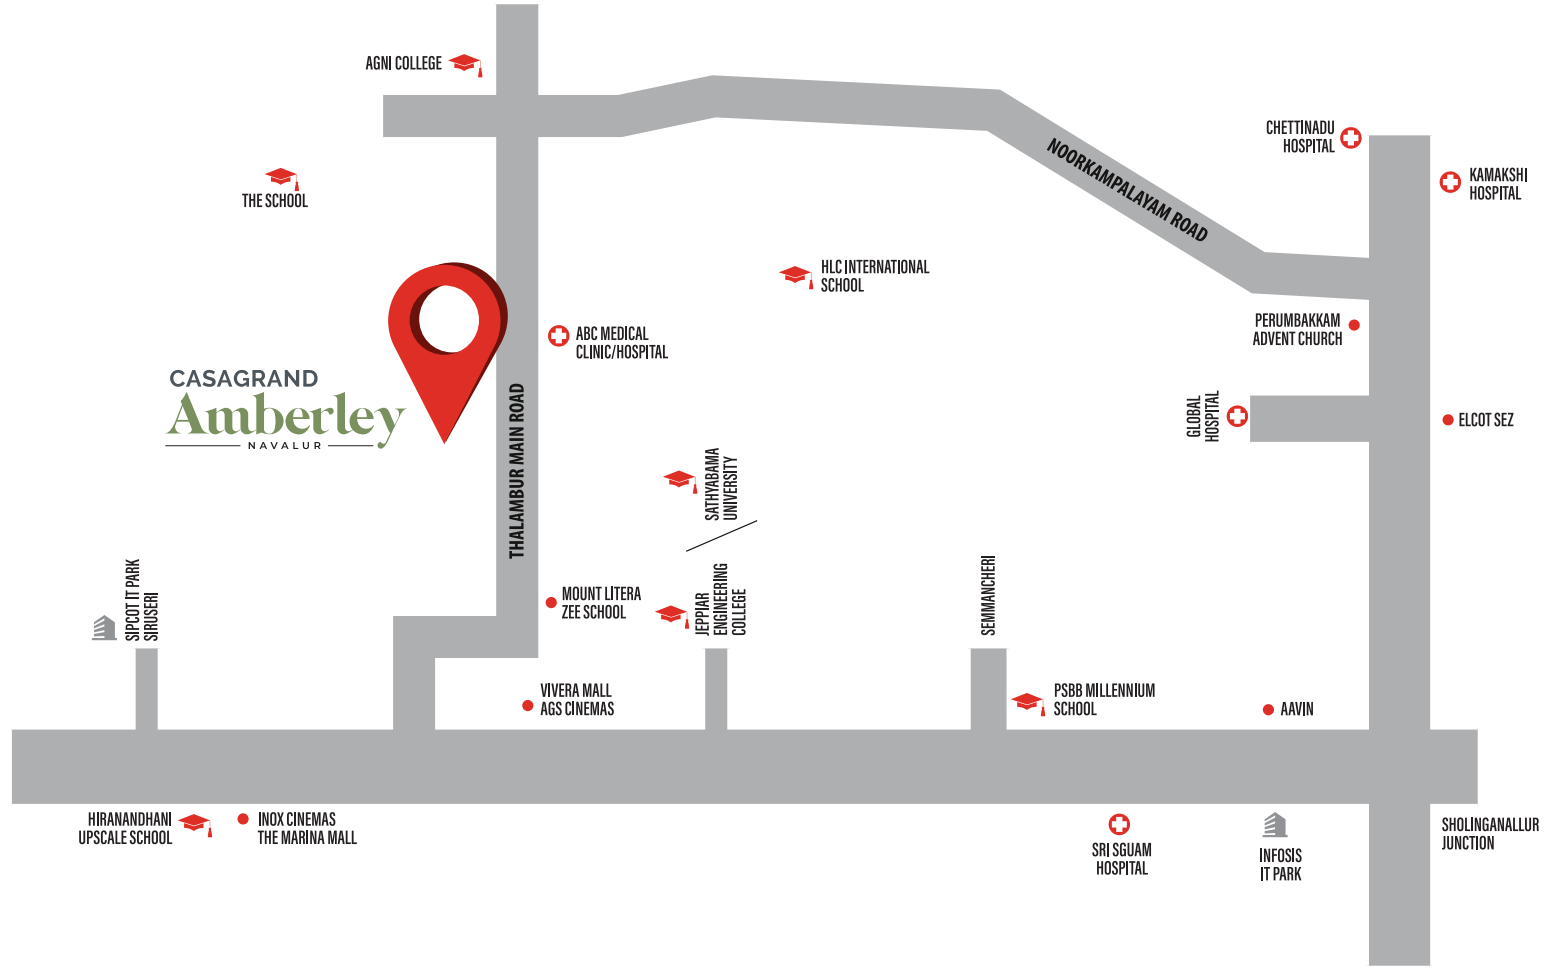 AGNI COLLEGE
CHETTINADU
HOSPITAL
KAMAKSHI
HOSPITAL
NOORKAMPALAYAM ROAD
THE SCHOOL
HLC INTERNATIONAL
SCHOOL
ABC MEDICAL
CLINIC/HOSPITAL
PERUMBAKKAM
ADVENT CHURCH
CASAGRAND
Amberley
NAVALUR
THALAMBUR MAIN ROAD
GLOBAL
HOSPITAL
ELCOT SEZ
SATHYABAMA
UNIVERSITY
SIPCOT IT PARK
SIRUSERI
MOUNT LITERA
ZEE SCHOOL
JEPPIAR
ENGINEERING
COLLEGE
SEMMANCHERI
VIVERA MALL
AGS CINEMAS
PSBB MILLENNIUM
SCHOOL
AAVIN
HIRANANDHANI
UPSCALE SCHOOL
INOX CINEMAS
THE MARINA MALL
SRI SGUAM
HOSPITAL
INFOSIS
IT PARK
SHOLINGANALLUR
JUNCTION